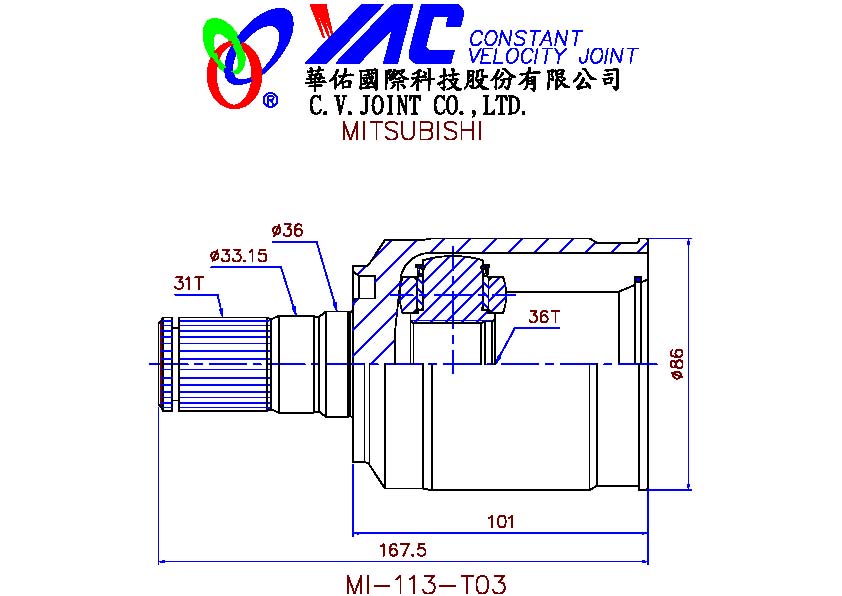 YAC CONSTANT
VELOCITY JOINT
®
華佑國際科技股份有限公司
C.V.JOINT CO.,LTD.
MITSUBISHI
ø36
ø33.15
31T
36T
ø86
101
167.5
MI-113-T03